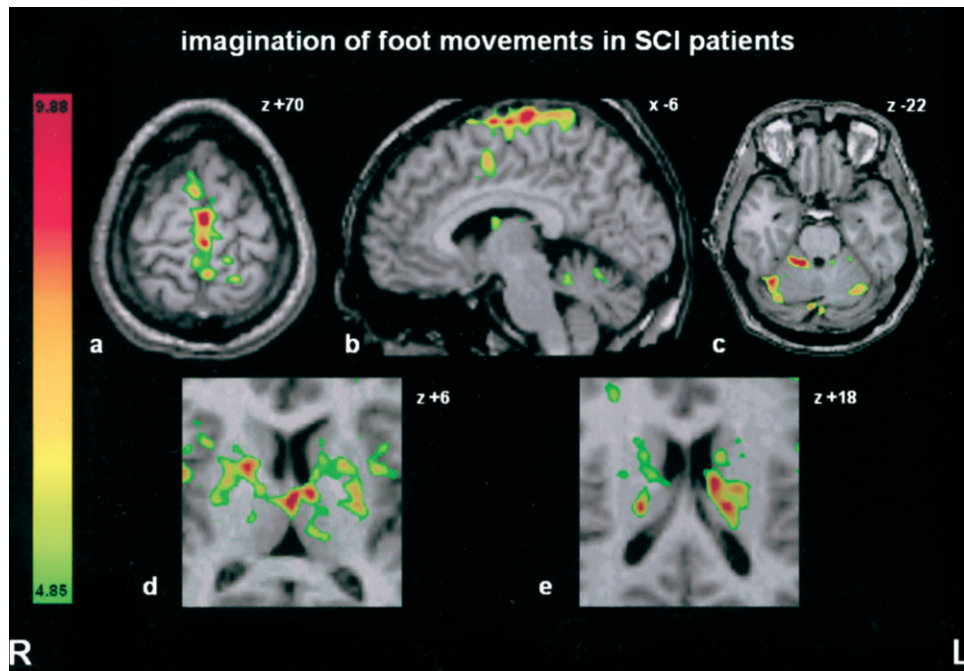 imagination of foot movements in SCI patients
9.88
z +70
x -6
z -22
a
b
c
z +6
z +18
4.85
d
e
R
L